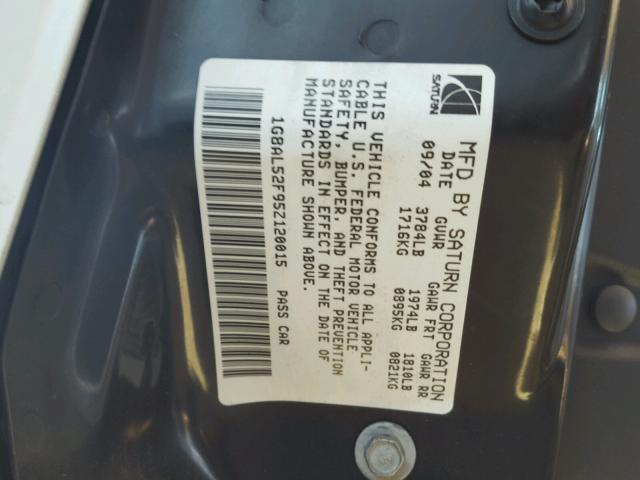 SATURN
MFD BY SATURN CORPORATION
DATE GVWR GAWR FRT GAWR RR
09/04 3784LB 1974LB 1810LB
1716KG 0895KG 0821KG
THIS VEHICLE CONFORMS TO ALL APPLI-
CABLE U.S. FEDERAL MOTOR VEHICLE
SAFETY, BUMPER, AND THEFT PREVENTION
STANDARDS IN EFFECT ON THE DATE OF
MANUFACTURE SHOWN ABOVE.
1G8AL52F95Z120015 PASS CAR